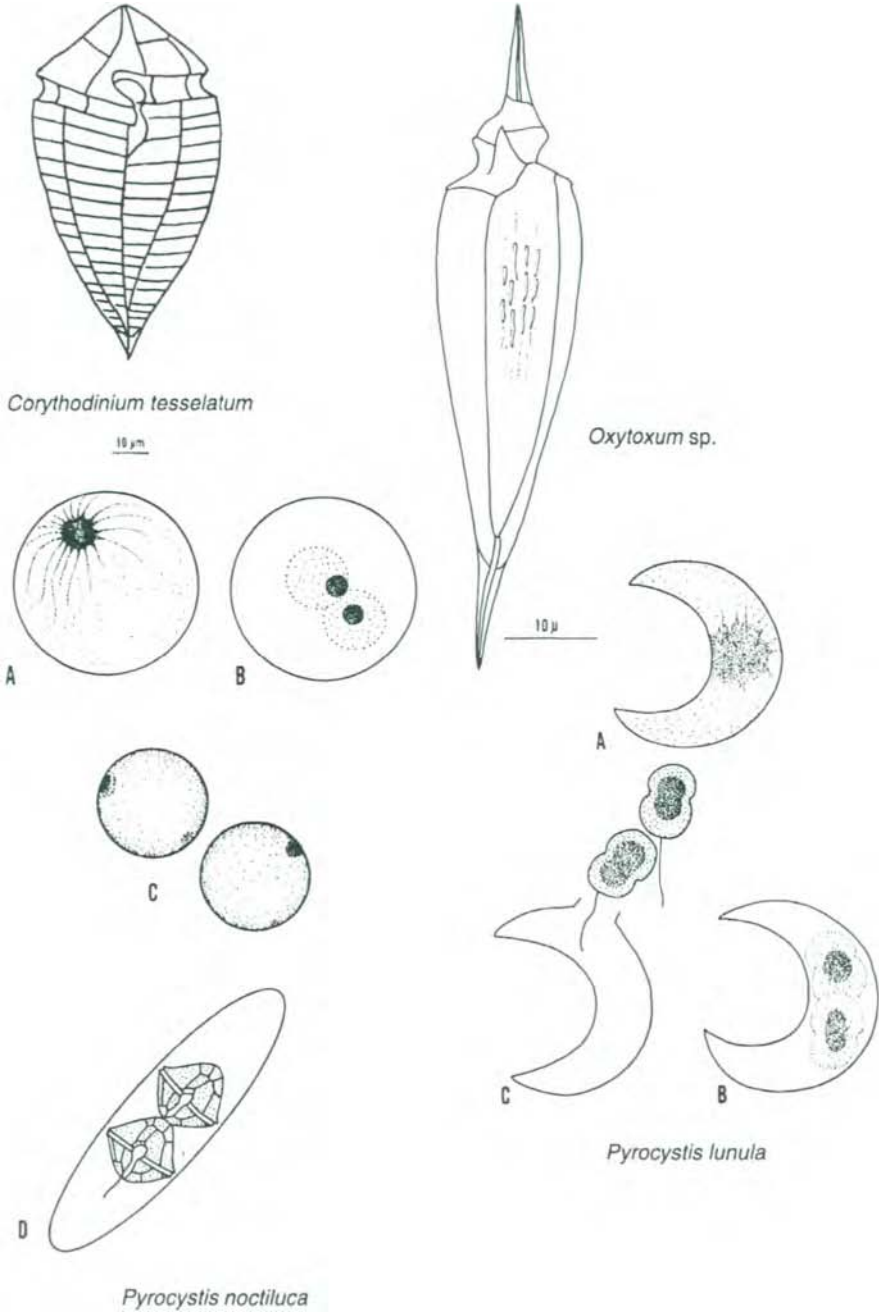 Corythodinium tesselatum
10 µm
Oxytoxum sp.
10 µ
A
B
C
D
Pyrocystis noctiluca
A
C
B
Pyrocystis lunula